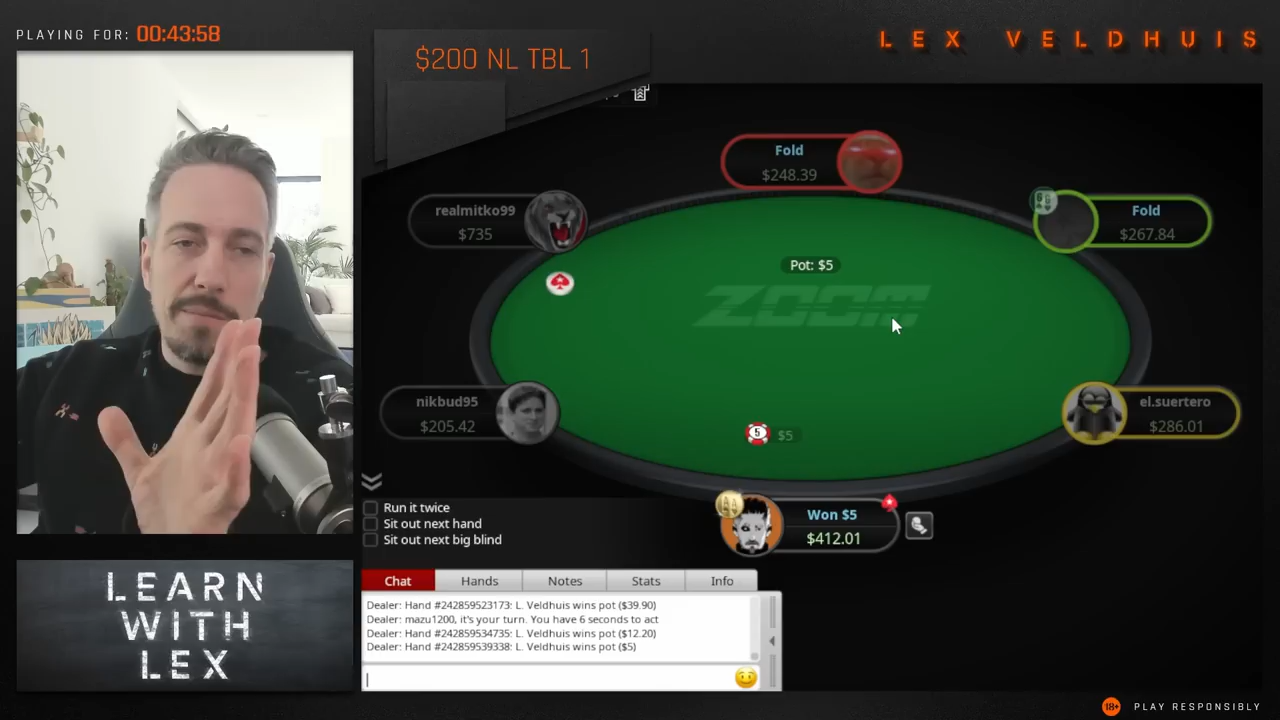 PLAYING FOR: 00:43:58
$200 NL TBL 1
LEX VELDHUIS
Fold
$248.39
realmitko99
$735
Fold
$267.84
Pot: $5
ZOOM
nikbud95
$205.42
el.suertero
$286.01
5
$5
Run it twice
Sit out next hand
Sit out next big blind
Won $5
$412.01
Chat
Hands
Notes
Stats
Info
Dealer: Hand #242859523173: L. Veldhuis wins pot ($39.90)
Dealer: mazu1200, it's your turn. You have 6 seconds to act
Dealer: Hand #242859534735: L. Veldhuis wins pot ($12.20)
Dealer: Hand #242859539338: L. Veldhuis wins pot ($5)
LEARN
WITH
LEX
18+ PLAY RESPONSIBLY